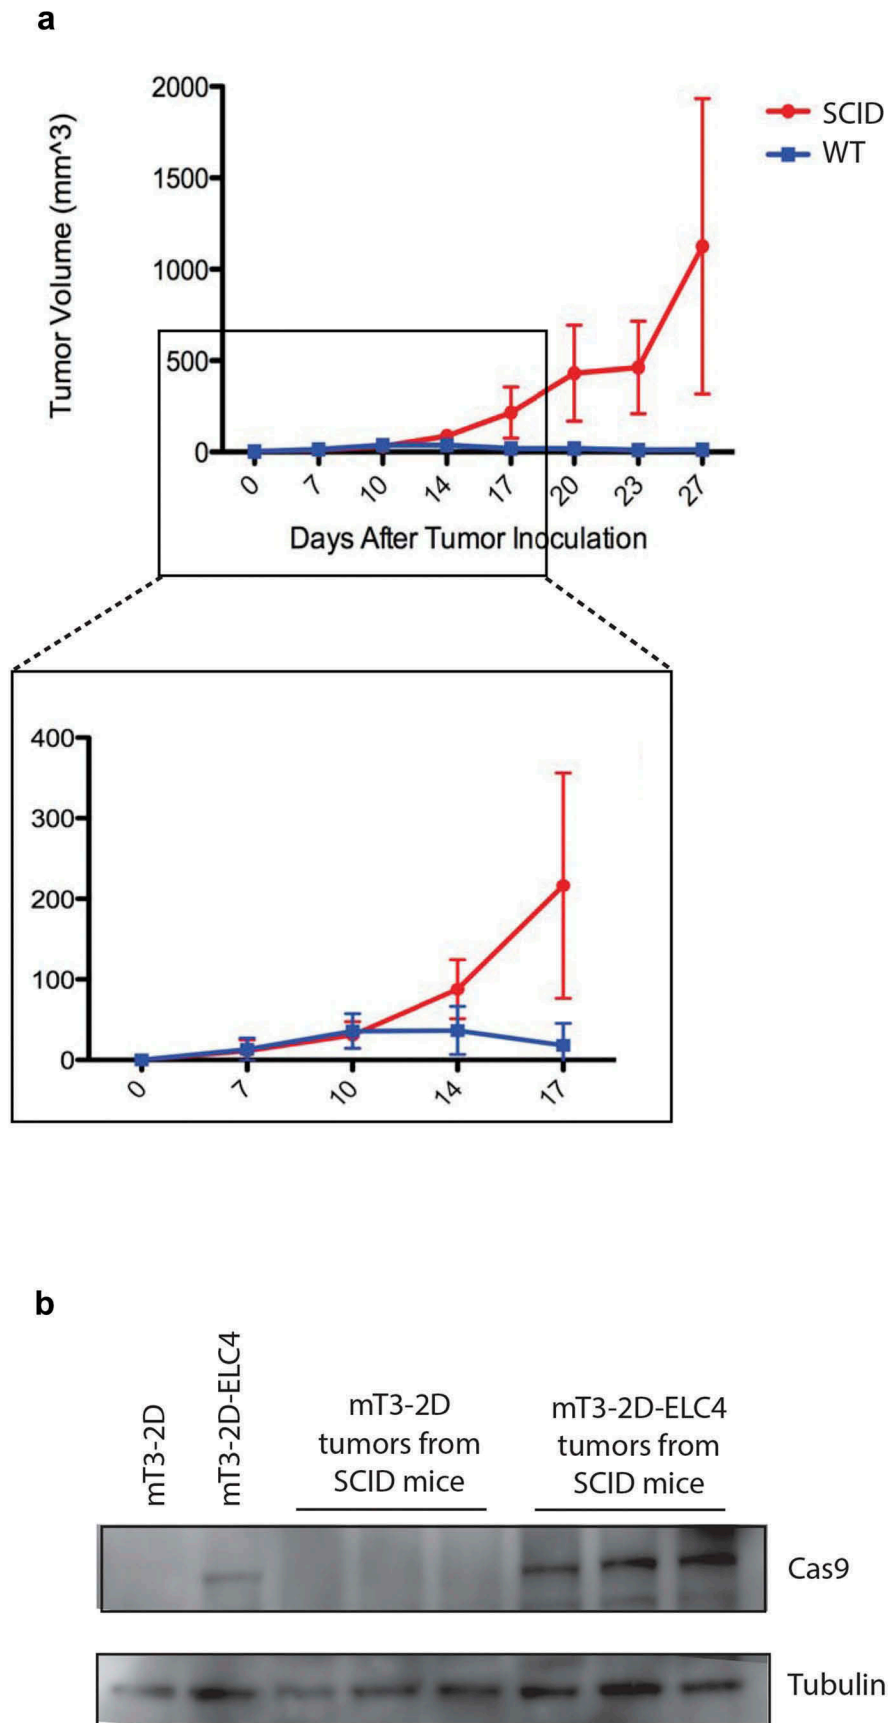 a
2000
1500
1000
500
0
Tumor Volume (mm^3)
SCID
WT
0 7 10 14 17 20 23 27
Days After Tumor Inoculation
400
300
200
100
0
0 7 10 14 17
b
mT3-2D
mT3-2D-ELC4
mT3-2D
tumors from
SCID mice
mT3-2D-ELC4
tumors from
SCID mice
Cas9
Tubulin